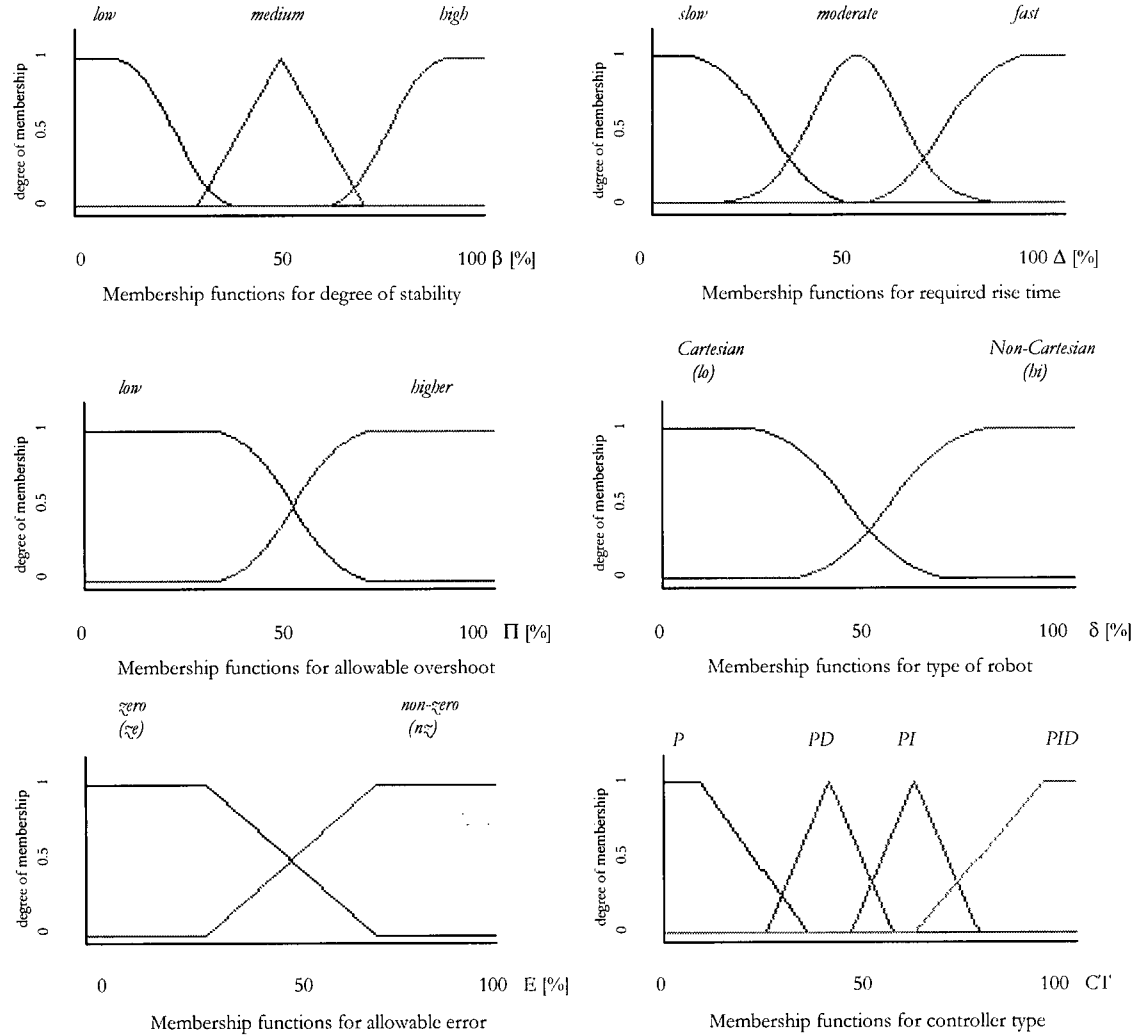 low medium high
degree of membership
1
0.5
0
0 50 100 β [%]
Membership functions for degree of stability
slow moderate fast
degree of membership
1
0.5
0
0 50 100 Δ [%]
Membership functions for required rise time
low higher
degree of membership
1
0.5
0
0 50 100 Π [%]
Membership functions for allowable overshoot
Cartesian Non-Cartesian
(lo) (hi)
degree of membership
1
0.5
0
0 50 100 δ [%]
Membership functions for type of robot
zero non-zero
(ze) (nz)
degree of membership
1
0.5
0
0 50 100 E [%]
Membership functions for allowable error
P PD PI PID
degree of membership
1
0.5
0
0 50 100 CT
Membership functions for controller type